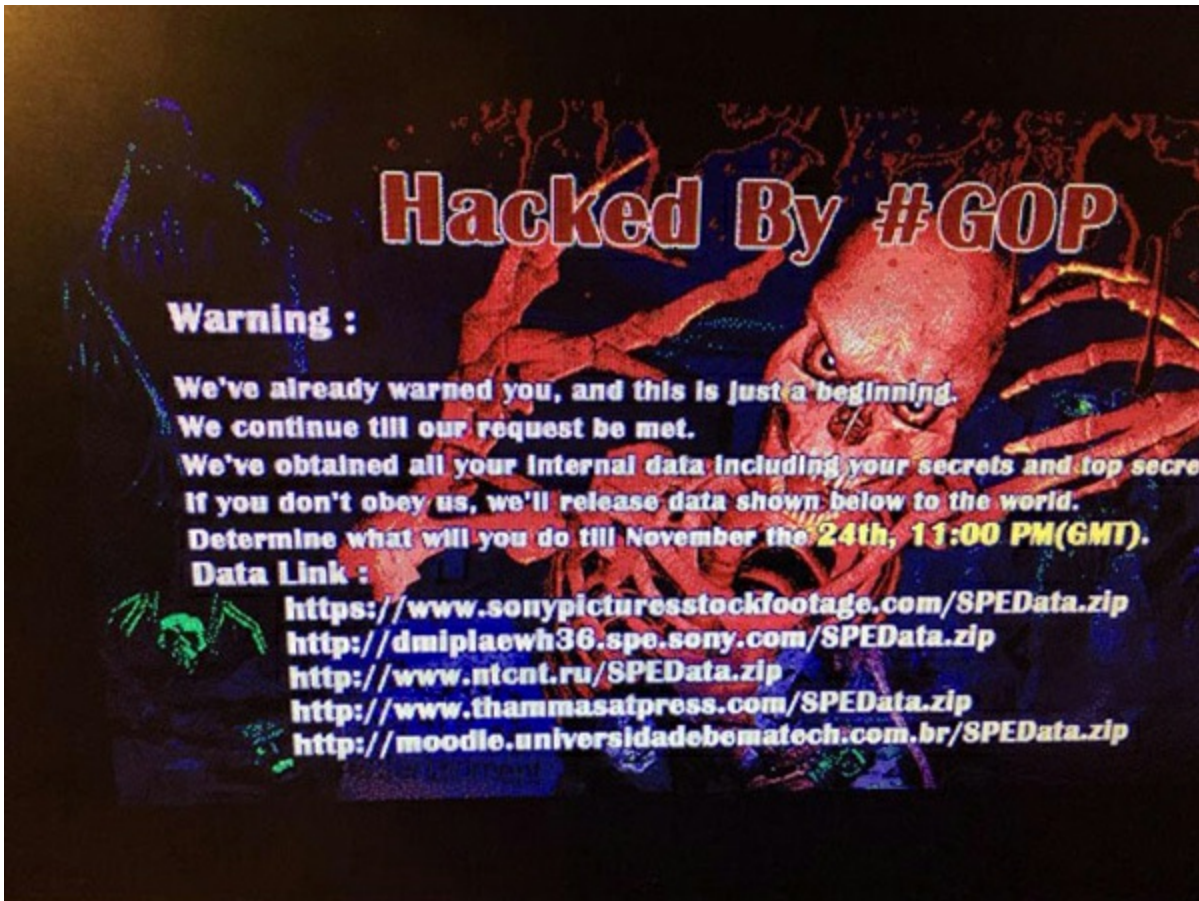 Hacked By #GOP
Warning :
We've already warned you, and this is just a beginning.
We continue till our request be met.
We've obtained all your internal data including your secrets and top secre
If you don't obey us, we'll release data shown below to the world.
Determine what will you do till November the 24th, 11:00 PM(GMT).
Data Link :
https://www.sonypicturesstockfootage.com/SPEData.zip
http://dmiplaewh36.spe.sony.com/SPEData.zip
http://www.ntcnt.ru/SPEData.zip
http://www.thammasatpress.com/SPEData.zip
http://moodle.universidadebematech.com.br/SPEData.zip